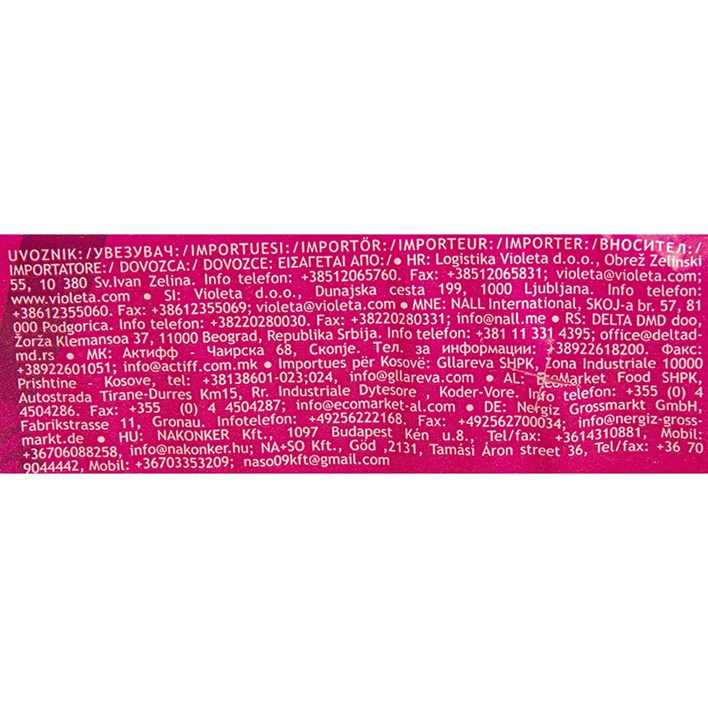 UVOZNIK:/УВЕЗУВАЧ:/IMPORTUESI:/IMPORTÖR:/IMPORTEUR:/IMPORTER:/ВНОСИТЕЛ:/
IMPORTATORE:/ DOVOZCA:/ DOVOZCE: ΕΙΣΑΓΕΤΑΙ ΑΠΟ:/ • HR: Logistika Violeta d.o.o., Obrež Zelinski
55, 10 380 Sv.Ivan Zelina. Info telefon: +38512065760. Fax: +38512065831; violeta@violeta.com;
www.violeta.com • SI: Violeta d.o.o., Dunajska cesta 199, 1000 Ljubljana. Info telefon:
+38612355060. Fax: +38612355069; violeta@violeta.com • MNE: NALL International, SKOJ-a br. 57, 81
000 Podgorica. Info telefon: +38220280030. Fax: +38220280331; info@nall.me • RS: DELTA DMD doo,
Žorža Klemansoa 37, 11000 Beograd, Republika Srbija. Info telefon: +381 11 331 4395; office@deltad-
md.rs • МК: Актифф - Чаирска 68, Скопје. Тел. за информации: +38922618200. Факс:
+38922601051; info@actiff.com.mk • Importues për Kosovë: Gllareva SHPK, Zona Industriale 10000
Prishtine - Kosove, tel: +38138601-023;024, info@gllareva.com • AL: EcoMarket Food SHPK,
Autostrada Tirane-Durres Km15, Rr. Industriale Dytesore , Koder-Vore. Info telefon: +355 (0) 4
4504286. Fax: +355 (0) 4 4504287; info@ecomarket-al.com • DE: Nergiz Grossmarkt GmbH,
Fabrikstrasse 11, Gronau. Infotelefon: +49256222168, Fax: +492562700034; info@nergiz-gross-
markt.de • HU: NAKONKER Kft., 1097 Budapest Kén u.8., Tel/fax: +3614310881, Mobil:
+36706088258, info@nakonker.hu; NA+SO Kft., Göd ,2131, Tamási Áron street 36, Tel/fax: +36 70
9044442, Mobil: +36703353209; naso09kft@gmail.com